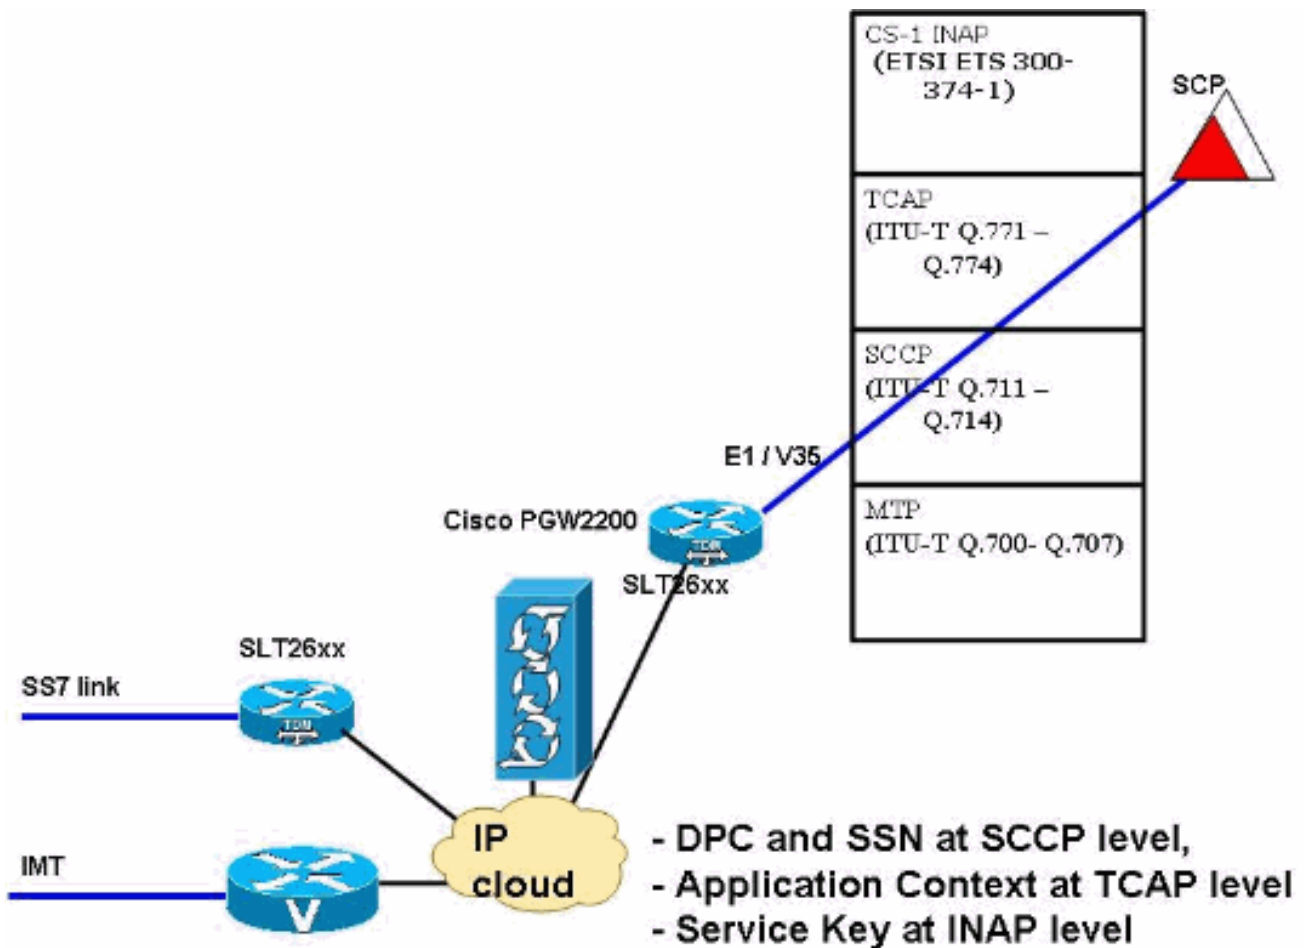 CS-1 INAP
(ETSI ETS 300-
374-1)
SCP
TCAP
(ITU-T Q.771 –
Q.774)
SCCP
(ITU-T Q.711 –
Q.714)
E1 / V35
MTP
(ITU-T Q.700- Q.707)
Cisco PGW2200
TDM
SLT26xx
SLT26xx
SS7 link
TDM
IP
cloud
IMT
V
- DPC and SSN at SCCP level,
- Application Context at TCAP level
- Service Key at INAP level